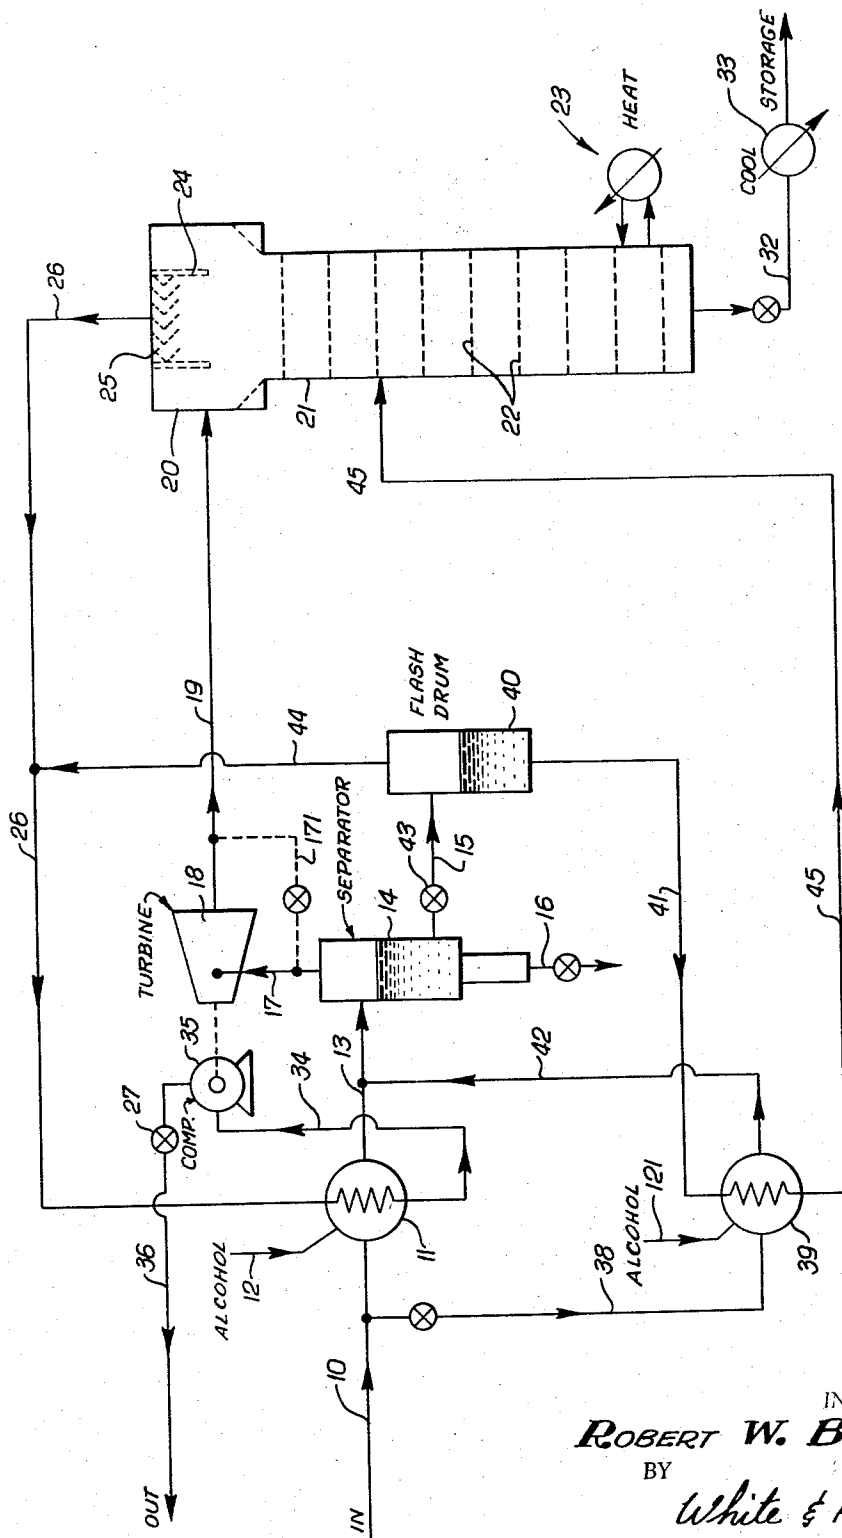 26
24
25
20
21
22
23
HEAT
COOL
33
STORAGE
32
45
19
44
FLASH
DRUM
40
26
171
TURBINE
18
SEPARATOR
14
43
15
16
17
41
45
35
27
COMP.
34
13
42
36
ALCOHOL
12
11
ALCOHOL
121
39
38
10
OUT
IN
IN
ROBERT W. B
BY
White &